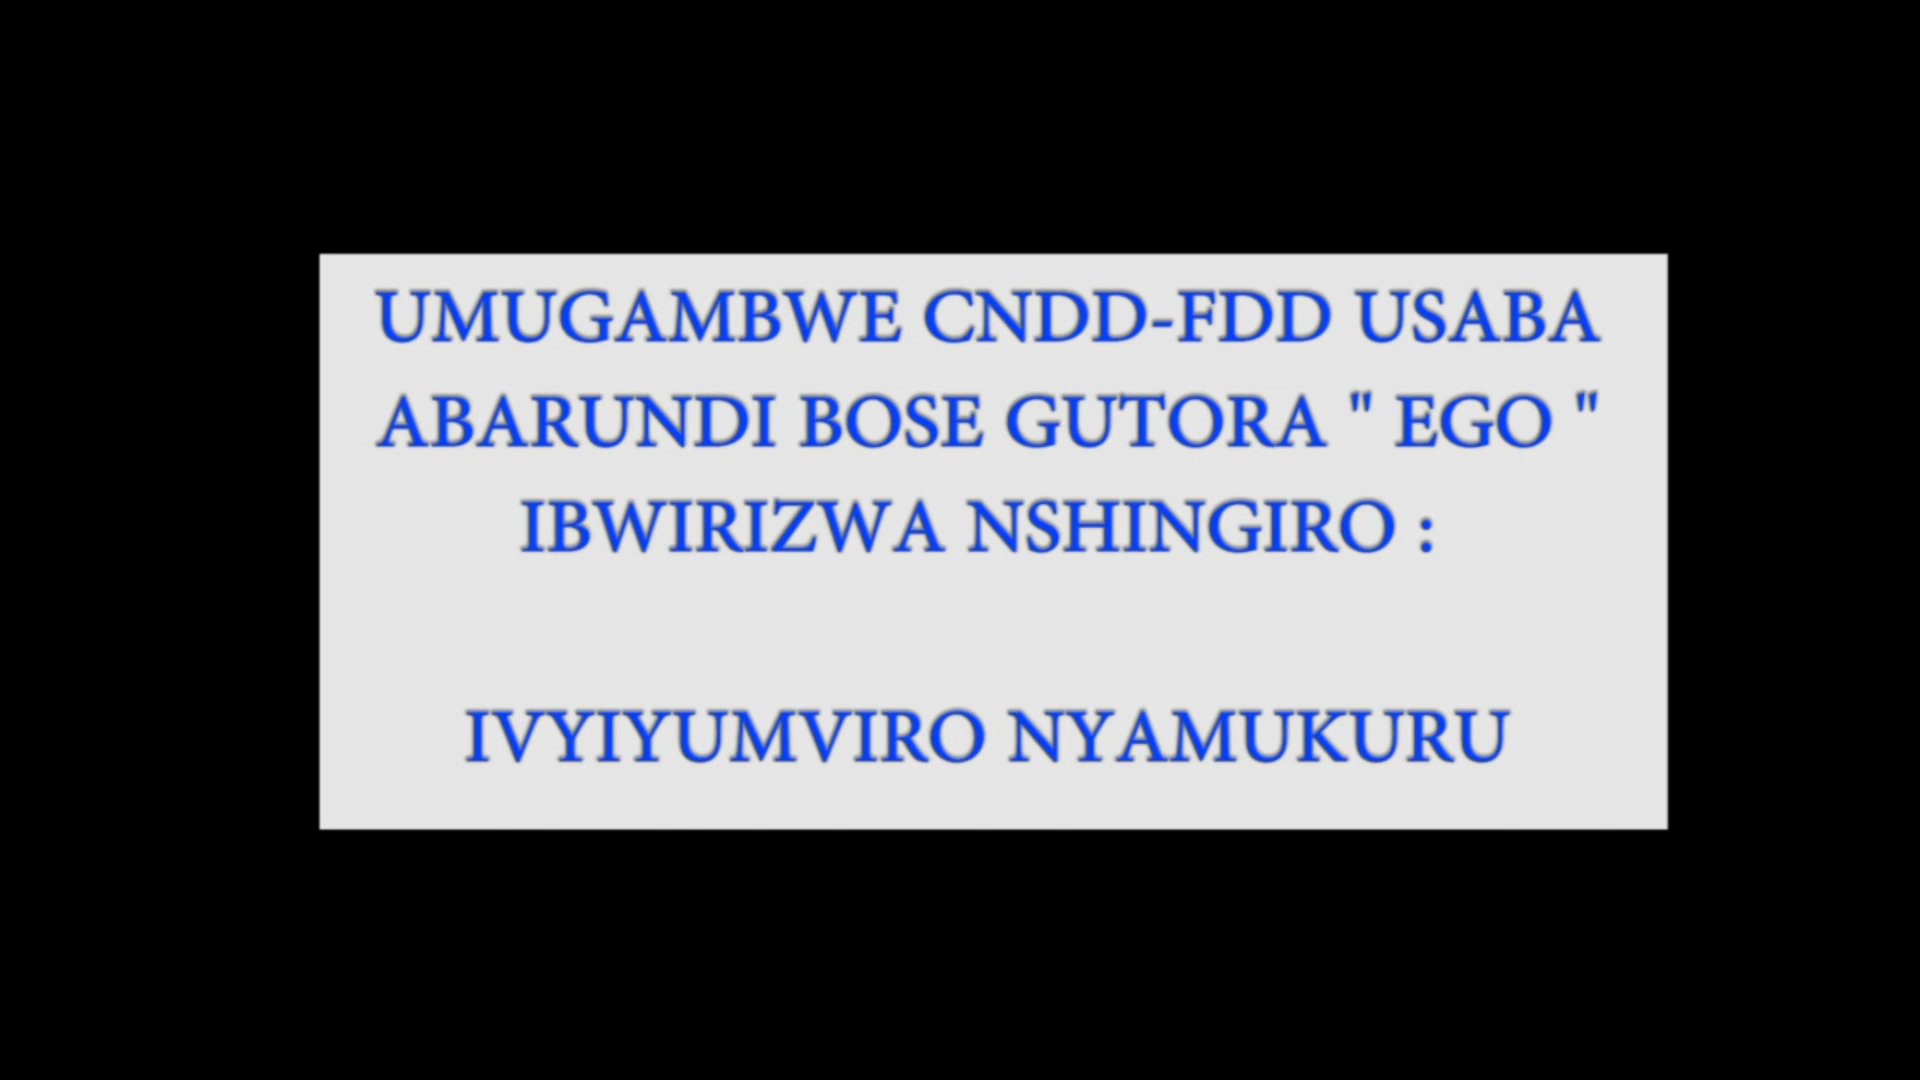 UMUGAMBWE CNDD-FDD USABA
ABARUNDI BOSE GUTORA " EGO "
IBWIRIZWA NSHINGIRO :
IVYIYUMVIRO NYAMUKURU